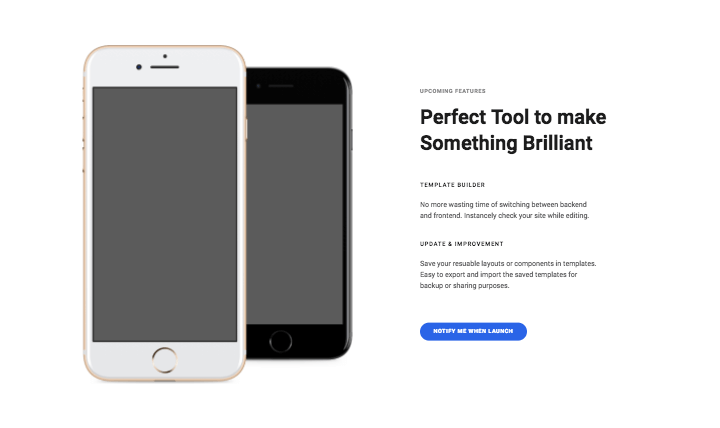 UPCOMING FEATURES
Perfect Tool to make
Something Brilliant
TEMPLATE BUILDER
No more wasting time of switching between backend
and frontend. Instancely check your site while editing.
UPDATE & IMPROVEMENT
Save your resuable layouts or components in templates.
Easy to export and import the saved templates for
backup or sharing purposes.
NOTIFY ME WHEN LAUNCH